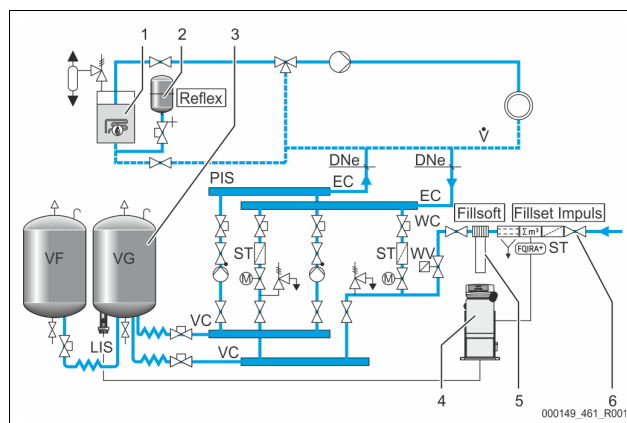 1 2 3
Reflex
V̇
DNe DNe
PIS EC
EC
WC Fillsoft Fillset Impuls
Σm³
VF VG ST ST WV FQIRA+ ST
M M
VC
LIS VC
4 5 6
000149_461_R001